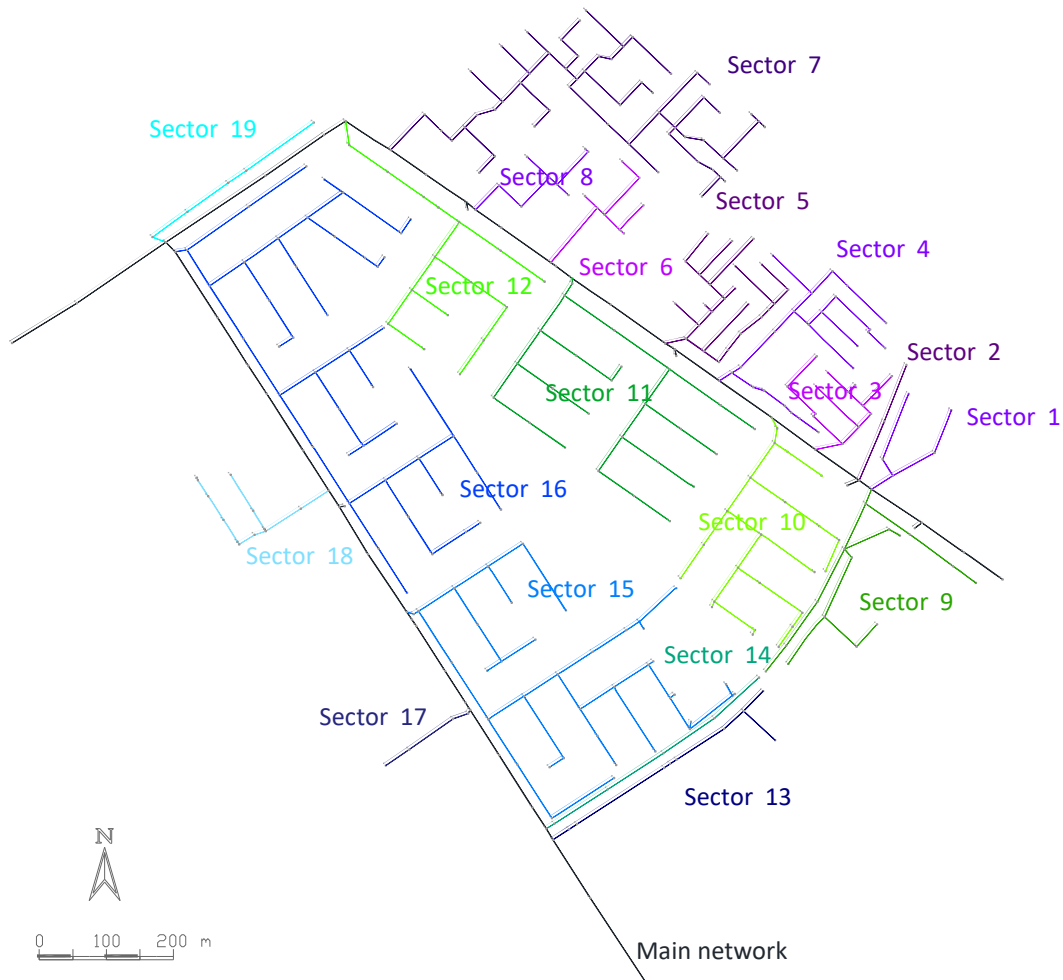 Sector 7
Sector 19
Sector 8
Sector 5
Sector 4
Sector 6
Sector 12
Sector 2
Sector 11
Sector 3
Sector 1
Sector 16
Sector 10
Sector 18
Sector 15
Sector 9
Sector 14
Sector 17
Sector 13
N
0 100 200 m
Main network